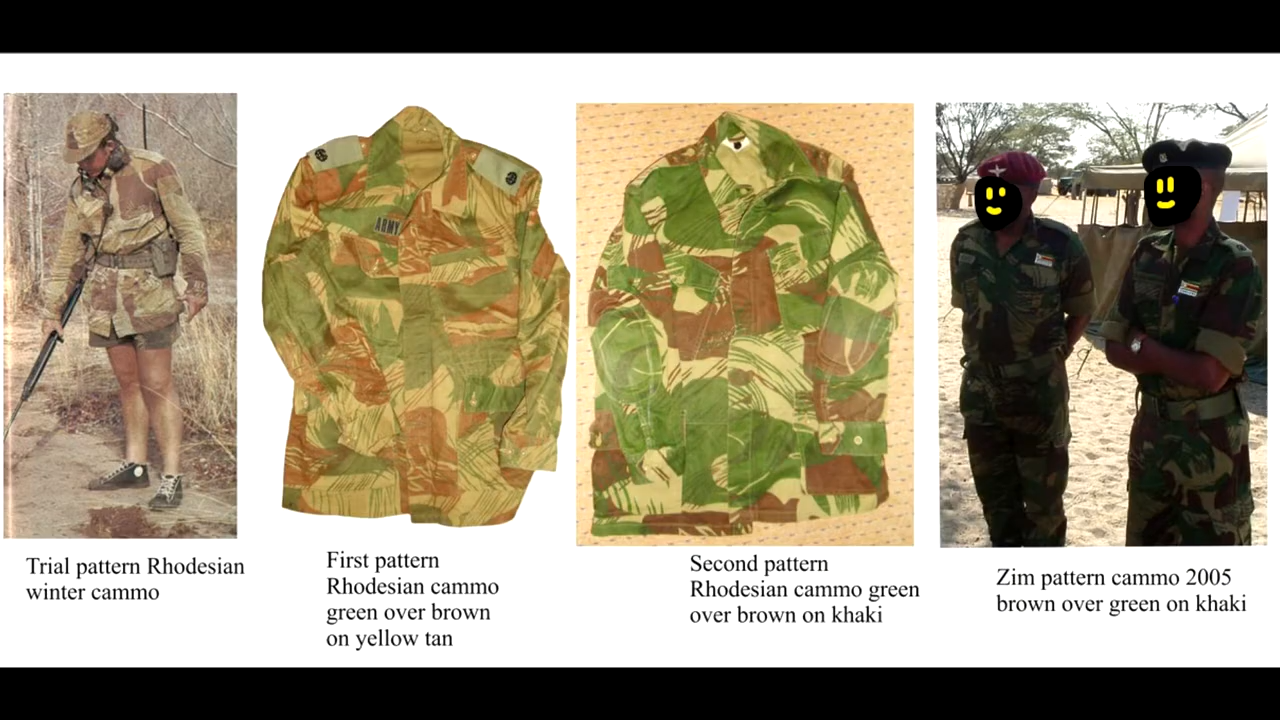 ARMY
Trial pattern Rhodesian
winter cammo
First pattern
Rhodesian cammo
green over brown
on yellow tan
Second pattern
Rhodesian cammo green
over brown on khaki
Zim pattern cammo 2005
brown over green on khaki